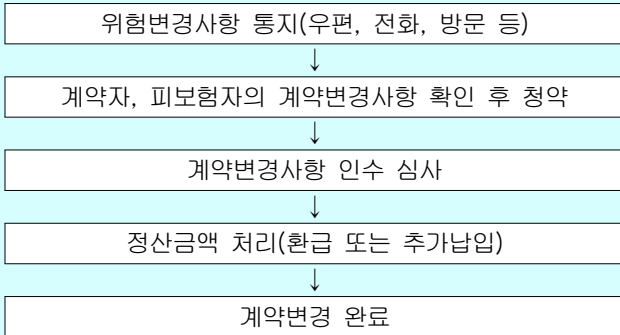 위험변경사항 통지(우편, 전화, 방문 등)
↓
계약자, 피보험자의 계약변경사항 확인 후 청약
↓
계약변경사항 인수 심사
↓
정산금액 처리(환급 또는 추가납입)
↓
계약변경 완료